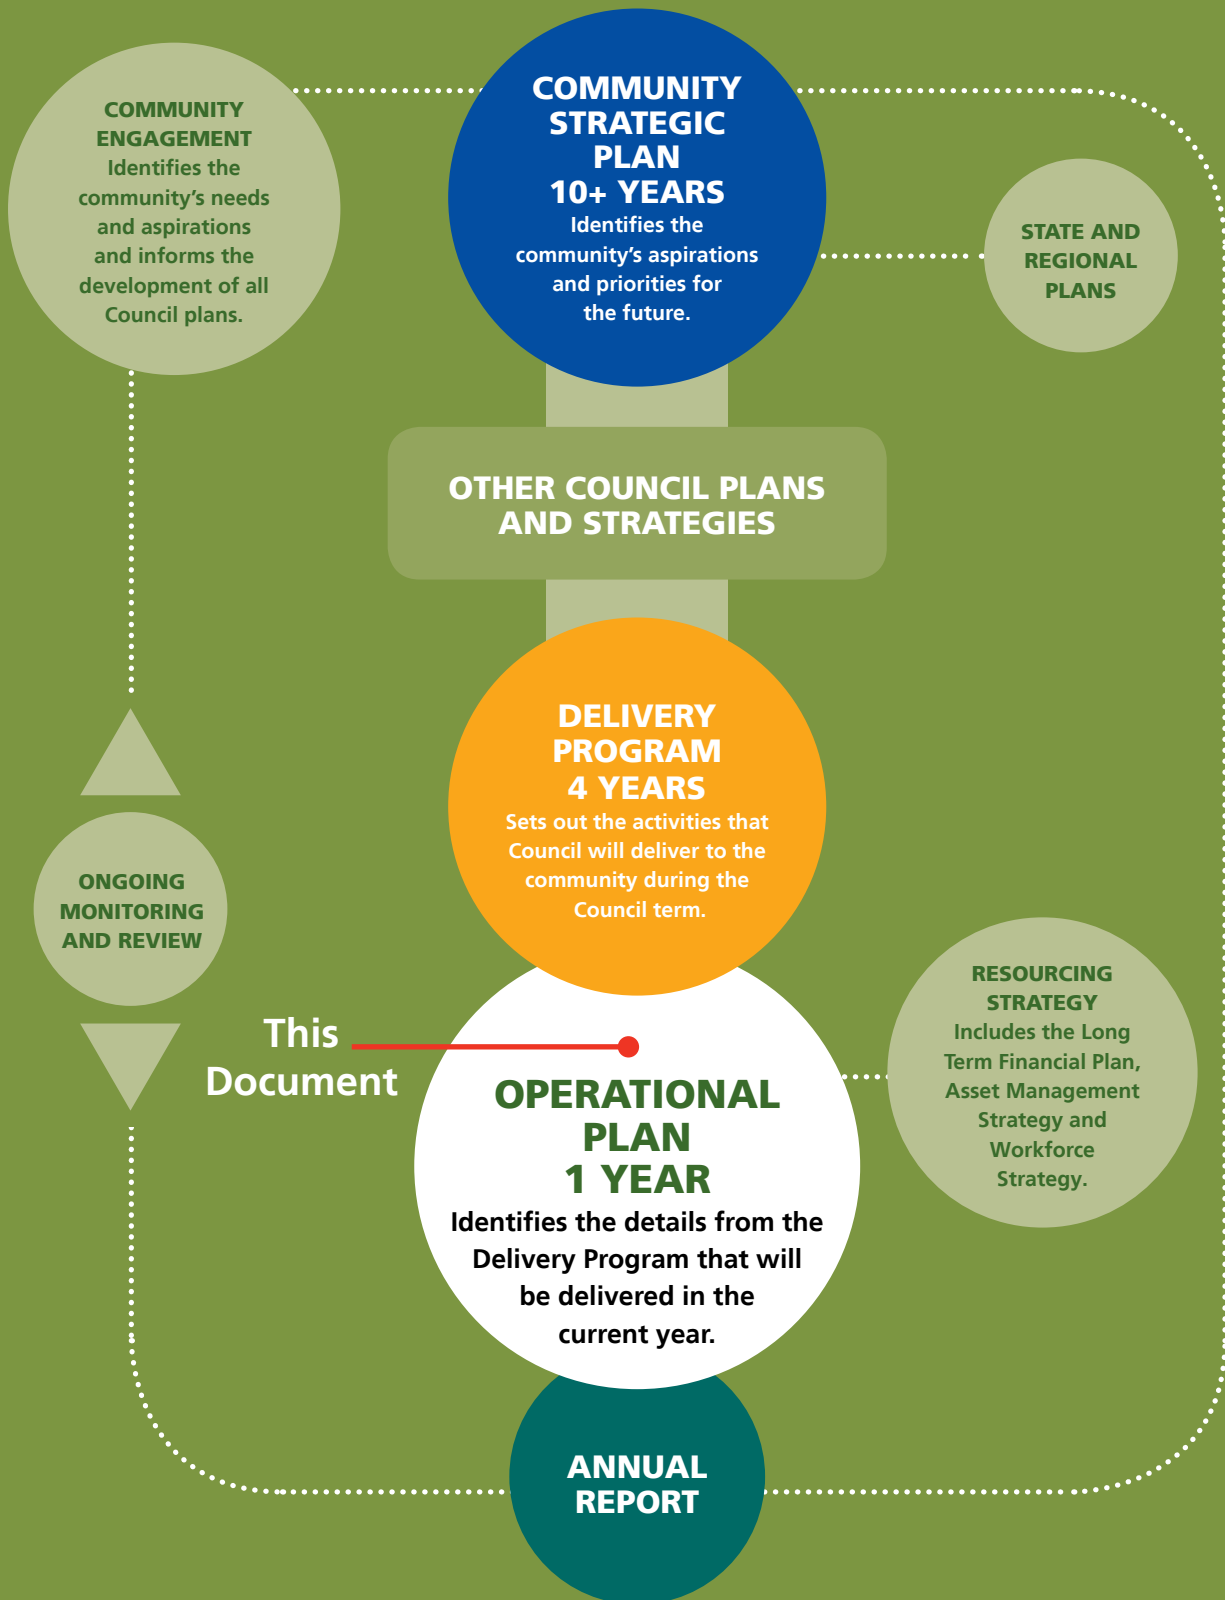 COMMUNITY
ENGAGEMENT
Identifies the
community’s needs
and aspirations
and informs the
development of all
Council plans.
COMMUNITY
STRATEGIC
PLAN
10+ YEARS
Identifies the
community’s aspirations
and priorities for
the future.
STATE AND
REGIONAL
PLANS
OTHER COUNCIL PLANS
AND STRATEGIES
DELIVERY
PROGRAM
4 YEARS
Sets out the activities that
Council will deliver to the
community during the
Council term.
ONGOING
MONITORING
AND REVIEW
This
Document
OPERATIONAL
PLAN
1 YEAR
Identifies the details from the
Delivery Program that will
be delivered in the
current year.
RESOURCING
STRATEGY
Includes the Long
Term Financial Plan,
Asset Management
Strategy and
Workforce
Strategy.
ANNUAL
REPORT